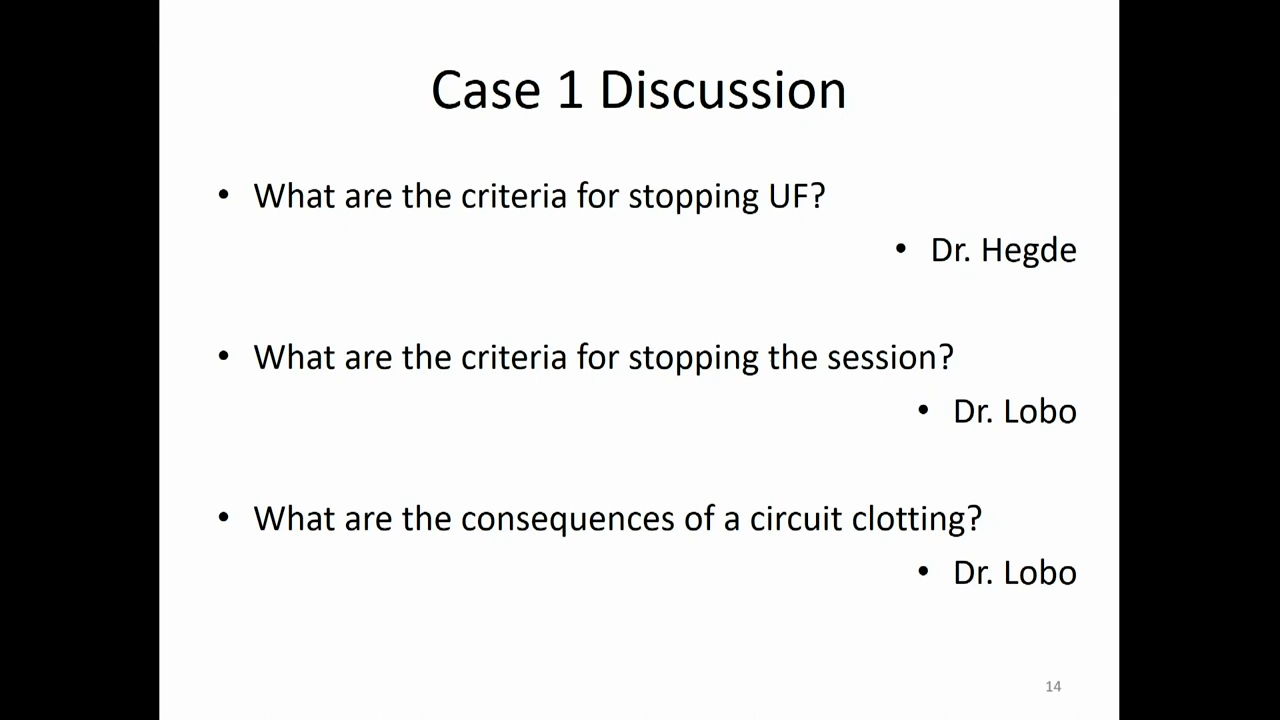 Case 1 Discussion
• What are the criteria for stopping UF?
• Dr. Hegde
• What are the criteria for stopping the session?
• Dr. Lobo
• What are the consequences of a circuit clotting?
• Dr. Lobo
14